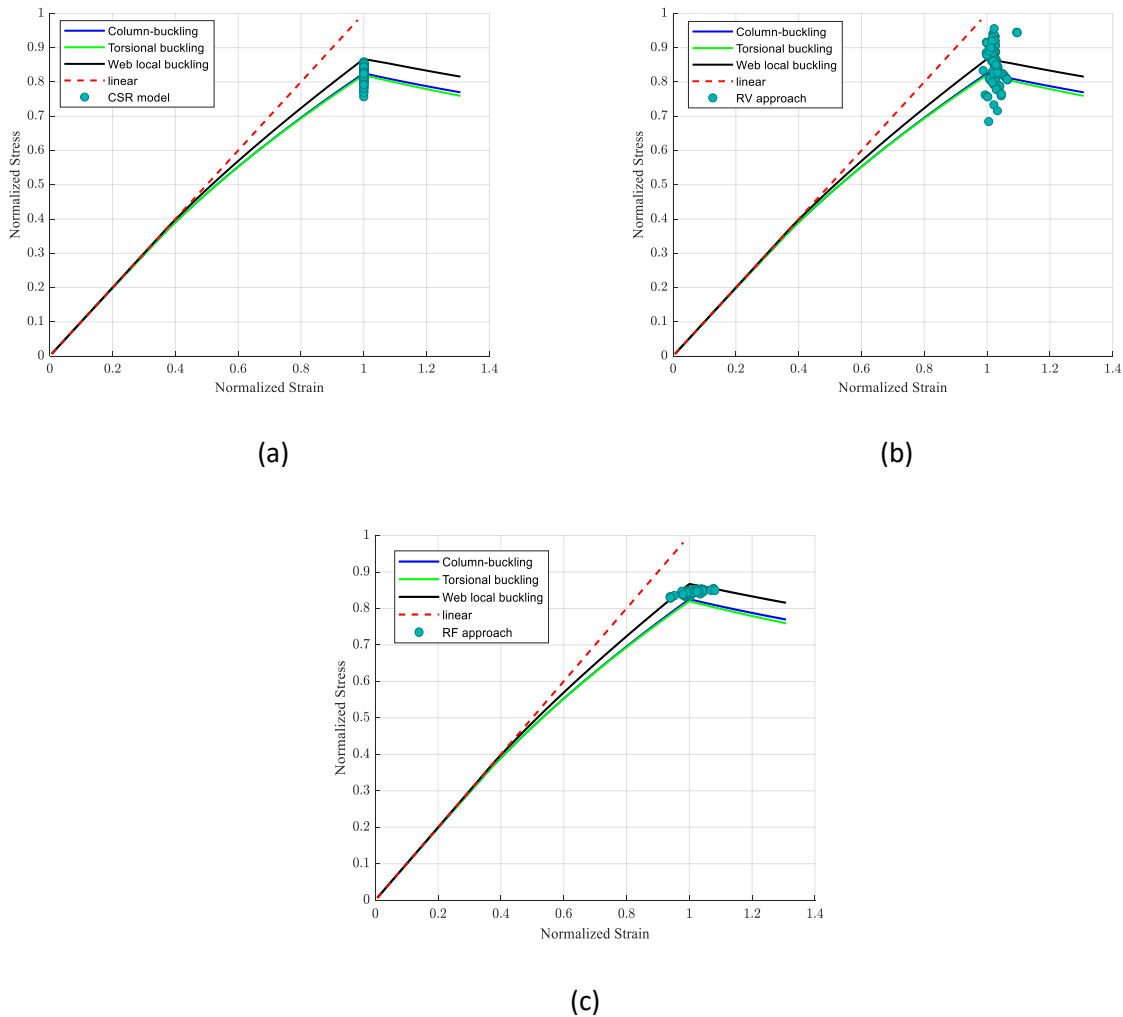 1
0.9
0.8
0.7
0.6
0.5
0.4
0.3
0.2
0.1
0
Normalized Stress
Column-buckling
Torsional buckling
Web local buckling
linear
CSR model
0 0.2 0.4 0.6 0.8 1 1.2 1.4
Normalized Strain
(a)
1
0.9
0.8
0.7
0.6
0.5
0.4
0.3
0.2
0.1
0
Normalized Stress
Column-buckling
Torsional buckling
Web local buckling
linear
RV approach
0 0.2 0.4 0.6 0.8 1 1.2 1.4
Normalized Strain
(b)
1
0.9
0.8
0.7
0.6
0.5
0.4
0.3
0.2
0.1
0
Normalized Stress
Column-buckling
Torsional buckling
Web local buckling
linear
RF approach
0 0.2 0.4 0.6 0.8 1 1.2 1.4
Normalized Strain
(c)